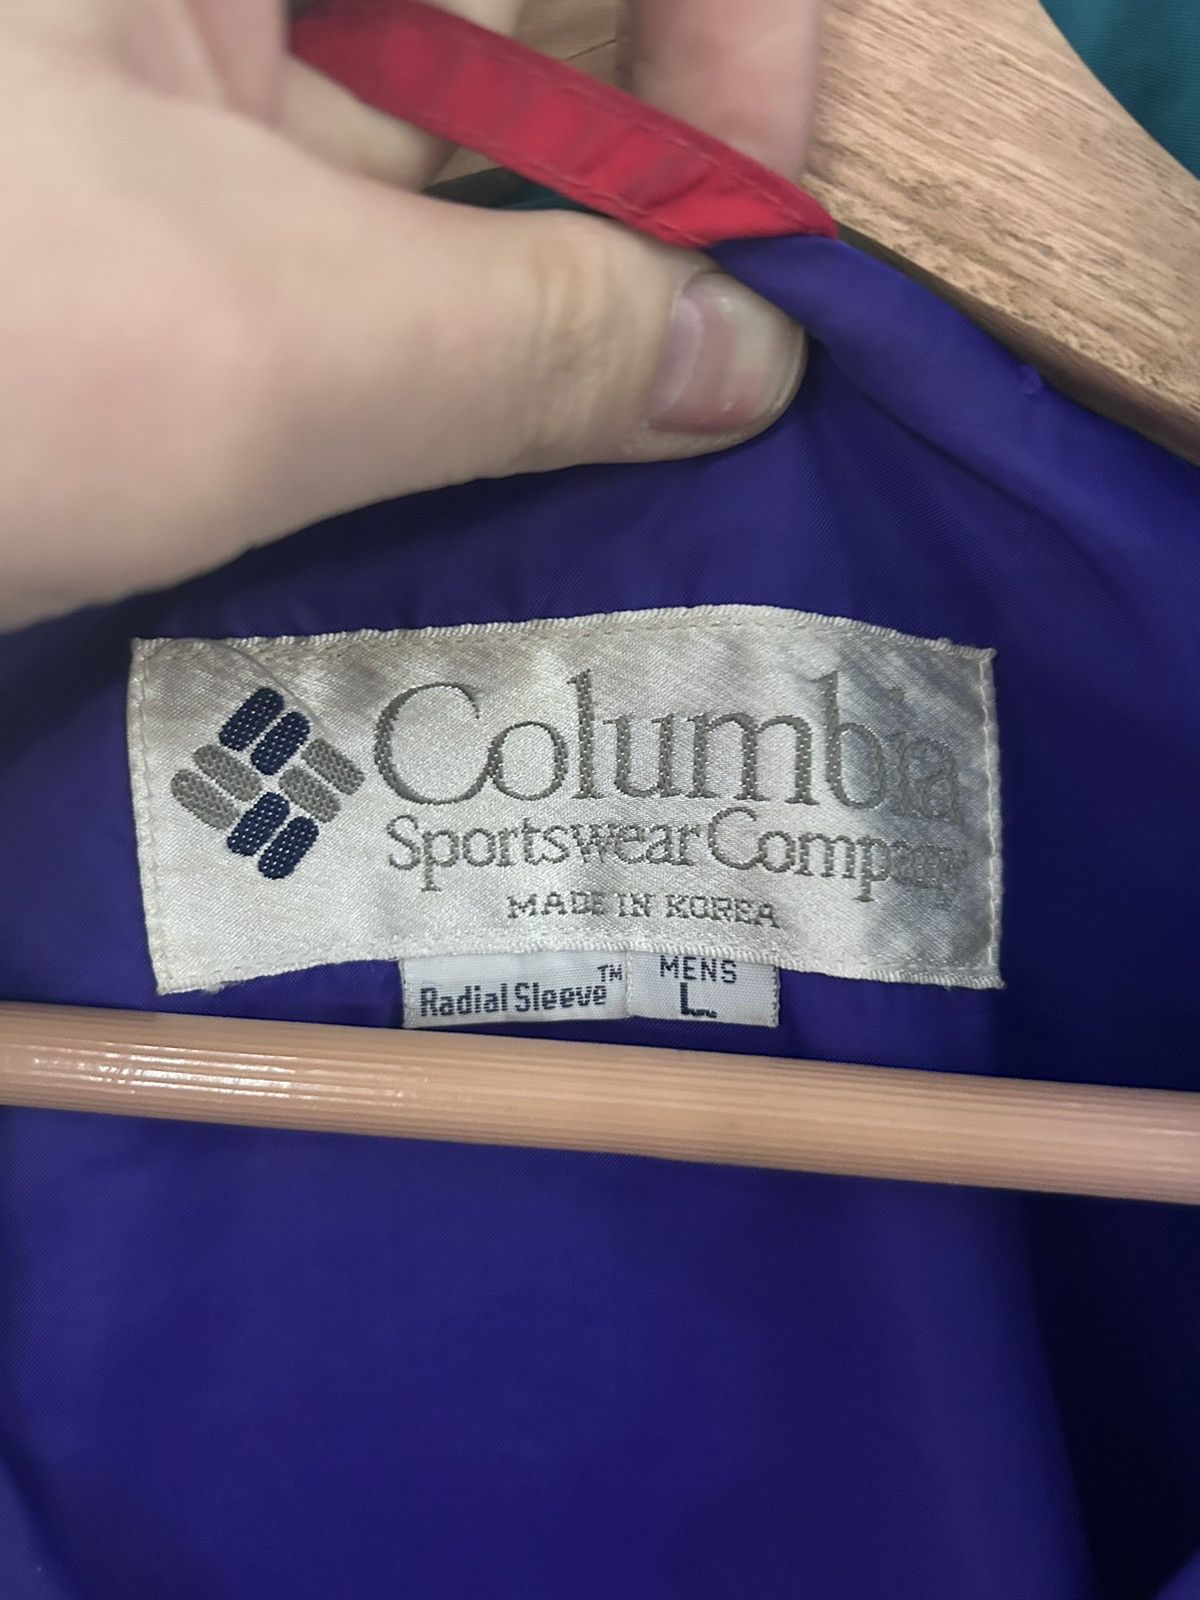 Columbia
Sportswear Company
MADE IN KOREA
Radial Sleeve™
MENS
L